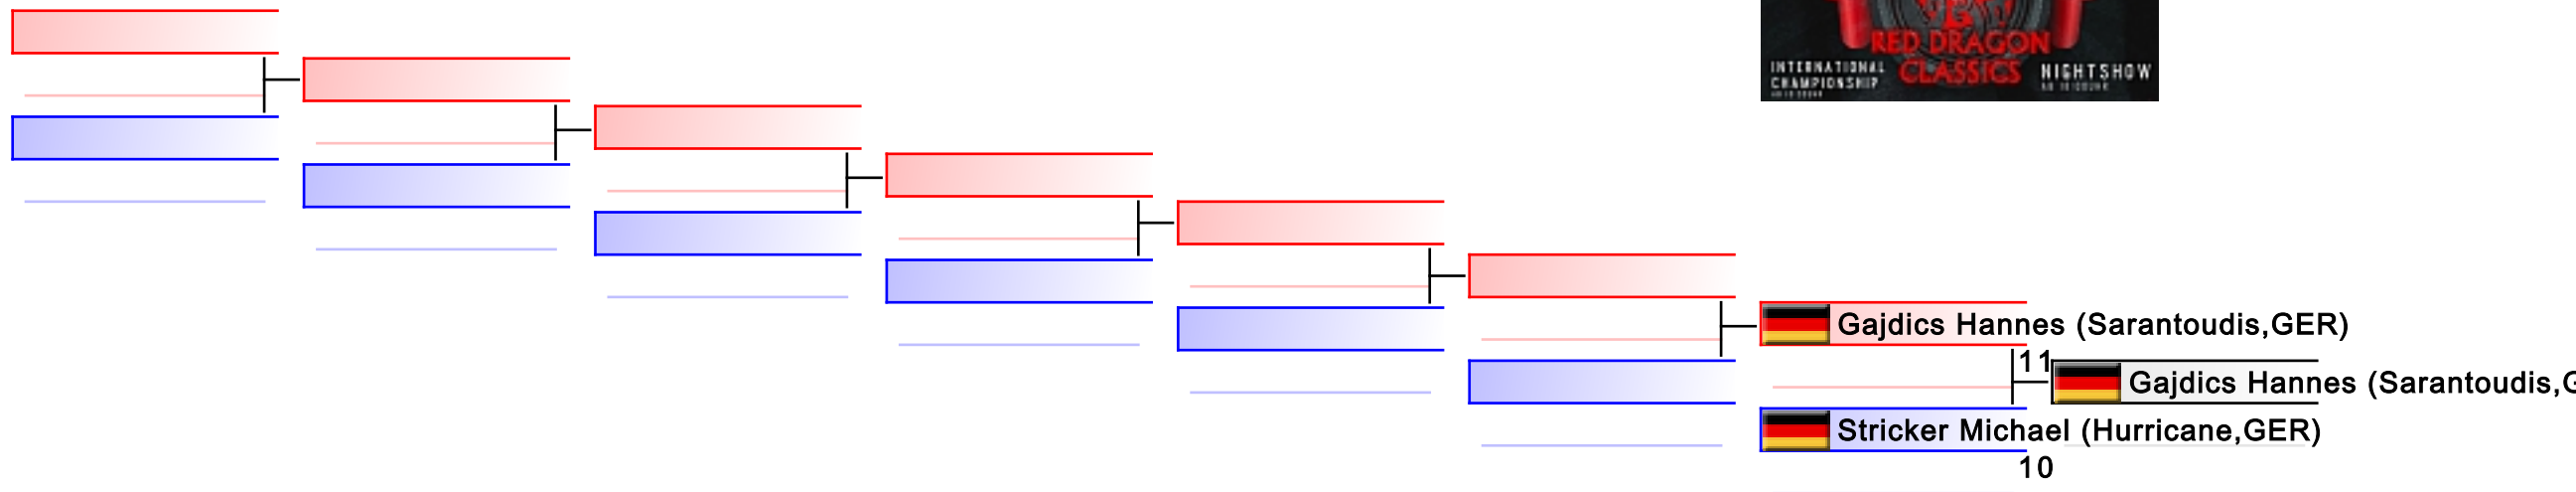 RED DRAGON
CLASSICS
INTERNATIONAL
CHAMPIONSHIP
NIGHTSHOW
Gajdics Hannes (Sarantoudis,GER)
11
Gajdics Hannes (Sarantoudis,G
Stricker Michael (Hurricane,GER)
10